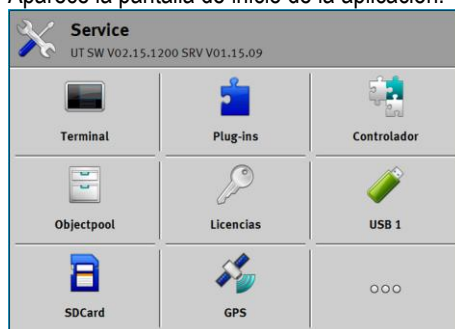 Aparece la pantalla de inicio de la aplicación.
Service
UT SW V02.15.1200 SRV V01.15.09
Terminal
Plug-ins
Controlador
Objectpool
Licencias
USB 1
SDCard
GPS